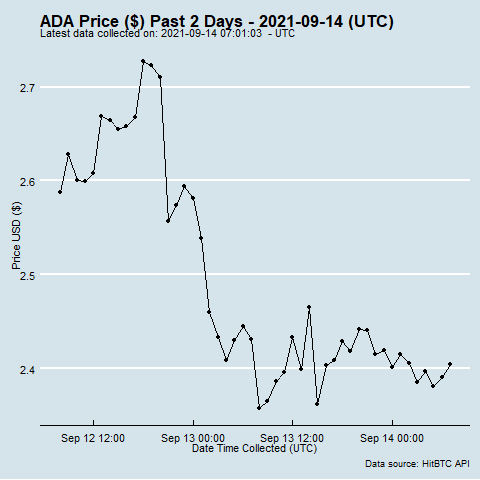 ADA Price ($) Past 2 Days - 2021-09-14 (UTC)
Latest data collected on: 2021-09-14 07:01:03 - UTC
2.7
2.6
2.5
2.4
Price USD ($)
Sep 12 12:00 Sep 13 00:00 Sep 13 12:00 Sep 14 00:00
Date Time Collected (UTC)
Data source: HitBTC API